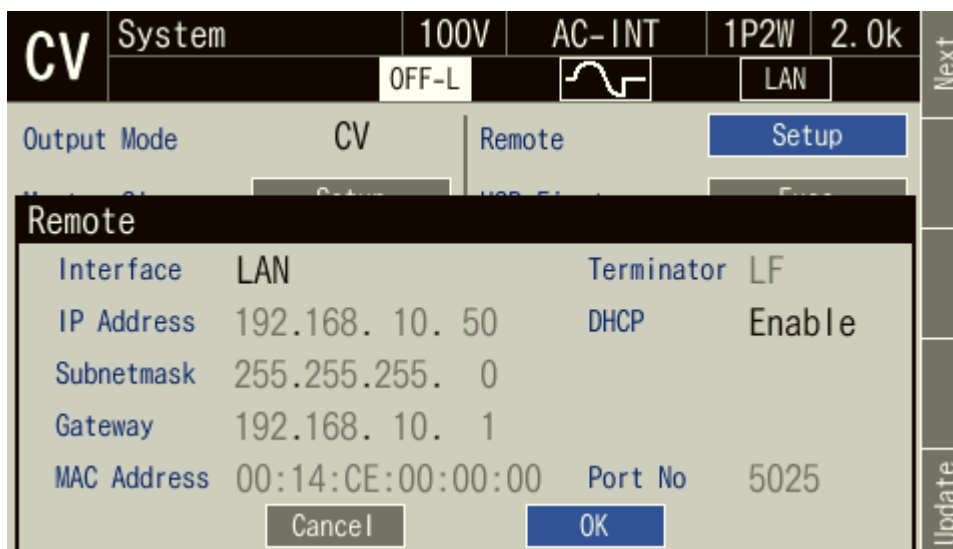 CV System 100V AC-INT 1P2W 2.0k
OFF-L LAN
Next
Output Mode CV Remote Setup
Remote
Interface LAN Terminator LF
IP Address 192.168. 10. 50 DHCP Enable
Subnetmask 255.255.255. 0
Gateway 192.168. 10. 1
MAC Address 00:14:CE:00:00:00 Port No 5025
Cancel OK
Update